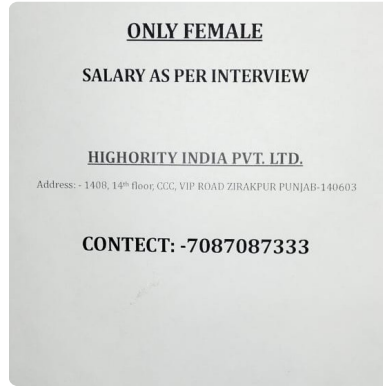 ONLY FEMALE
SALARY AS PER INTERVIEW
HIGHORITY INDIA PVT. LTD.
Address: - 1408, 14th floor, CCC, VIP ROAD ZIRAKPUR PUNJAB-140603
CONTECT: -7087087333